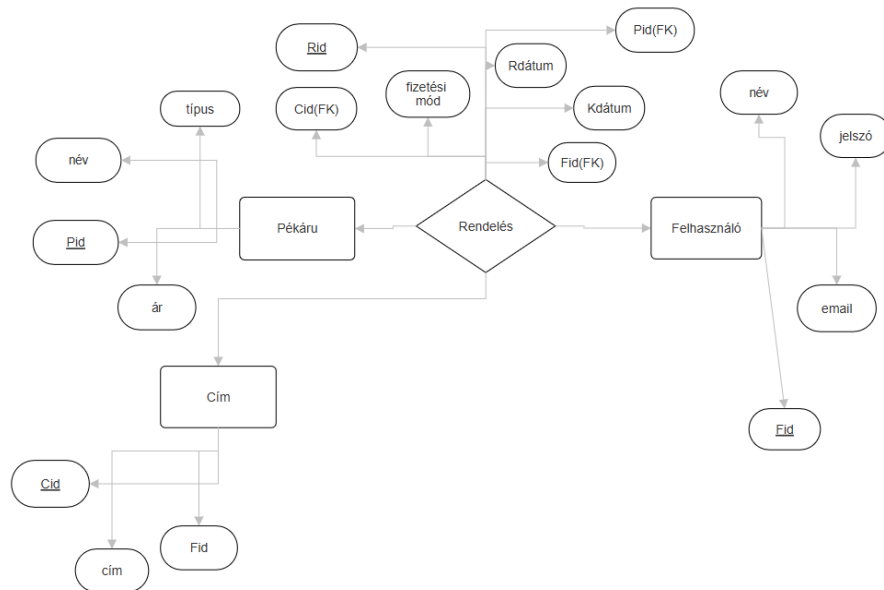 Pid(FK)
Rid
Rdátum
fizetési
mód
név
típus
Cid(FK)
Kdátum
jelszó
név
Fid(FK)
Pékáru
Rendelés
Felhasználó
Pid
ár
email
Cím
Fid
Cid
Fid
cím